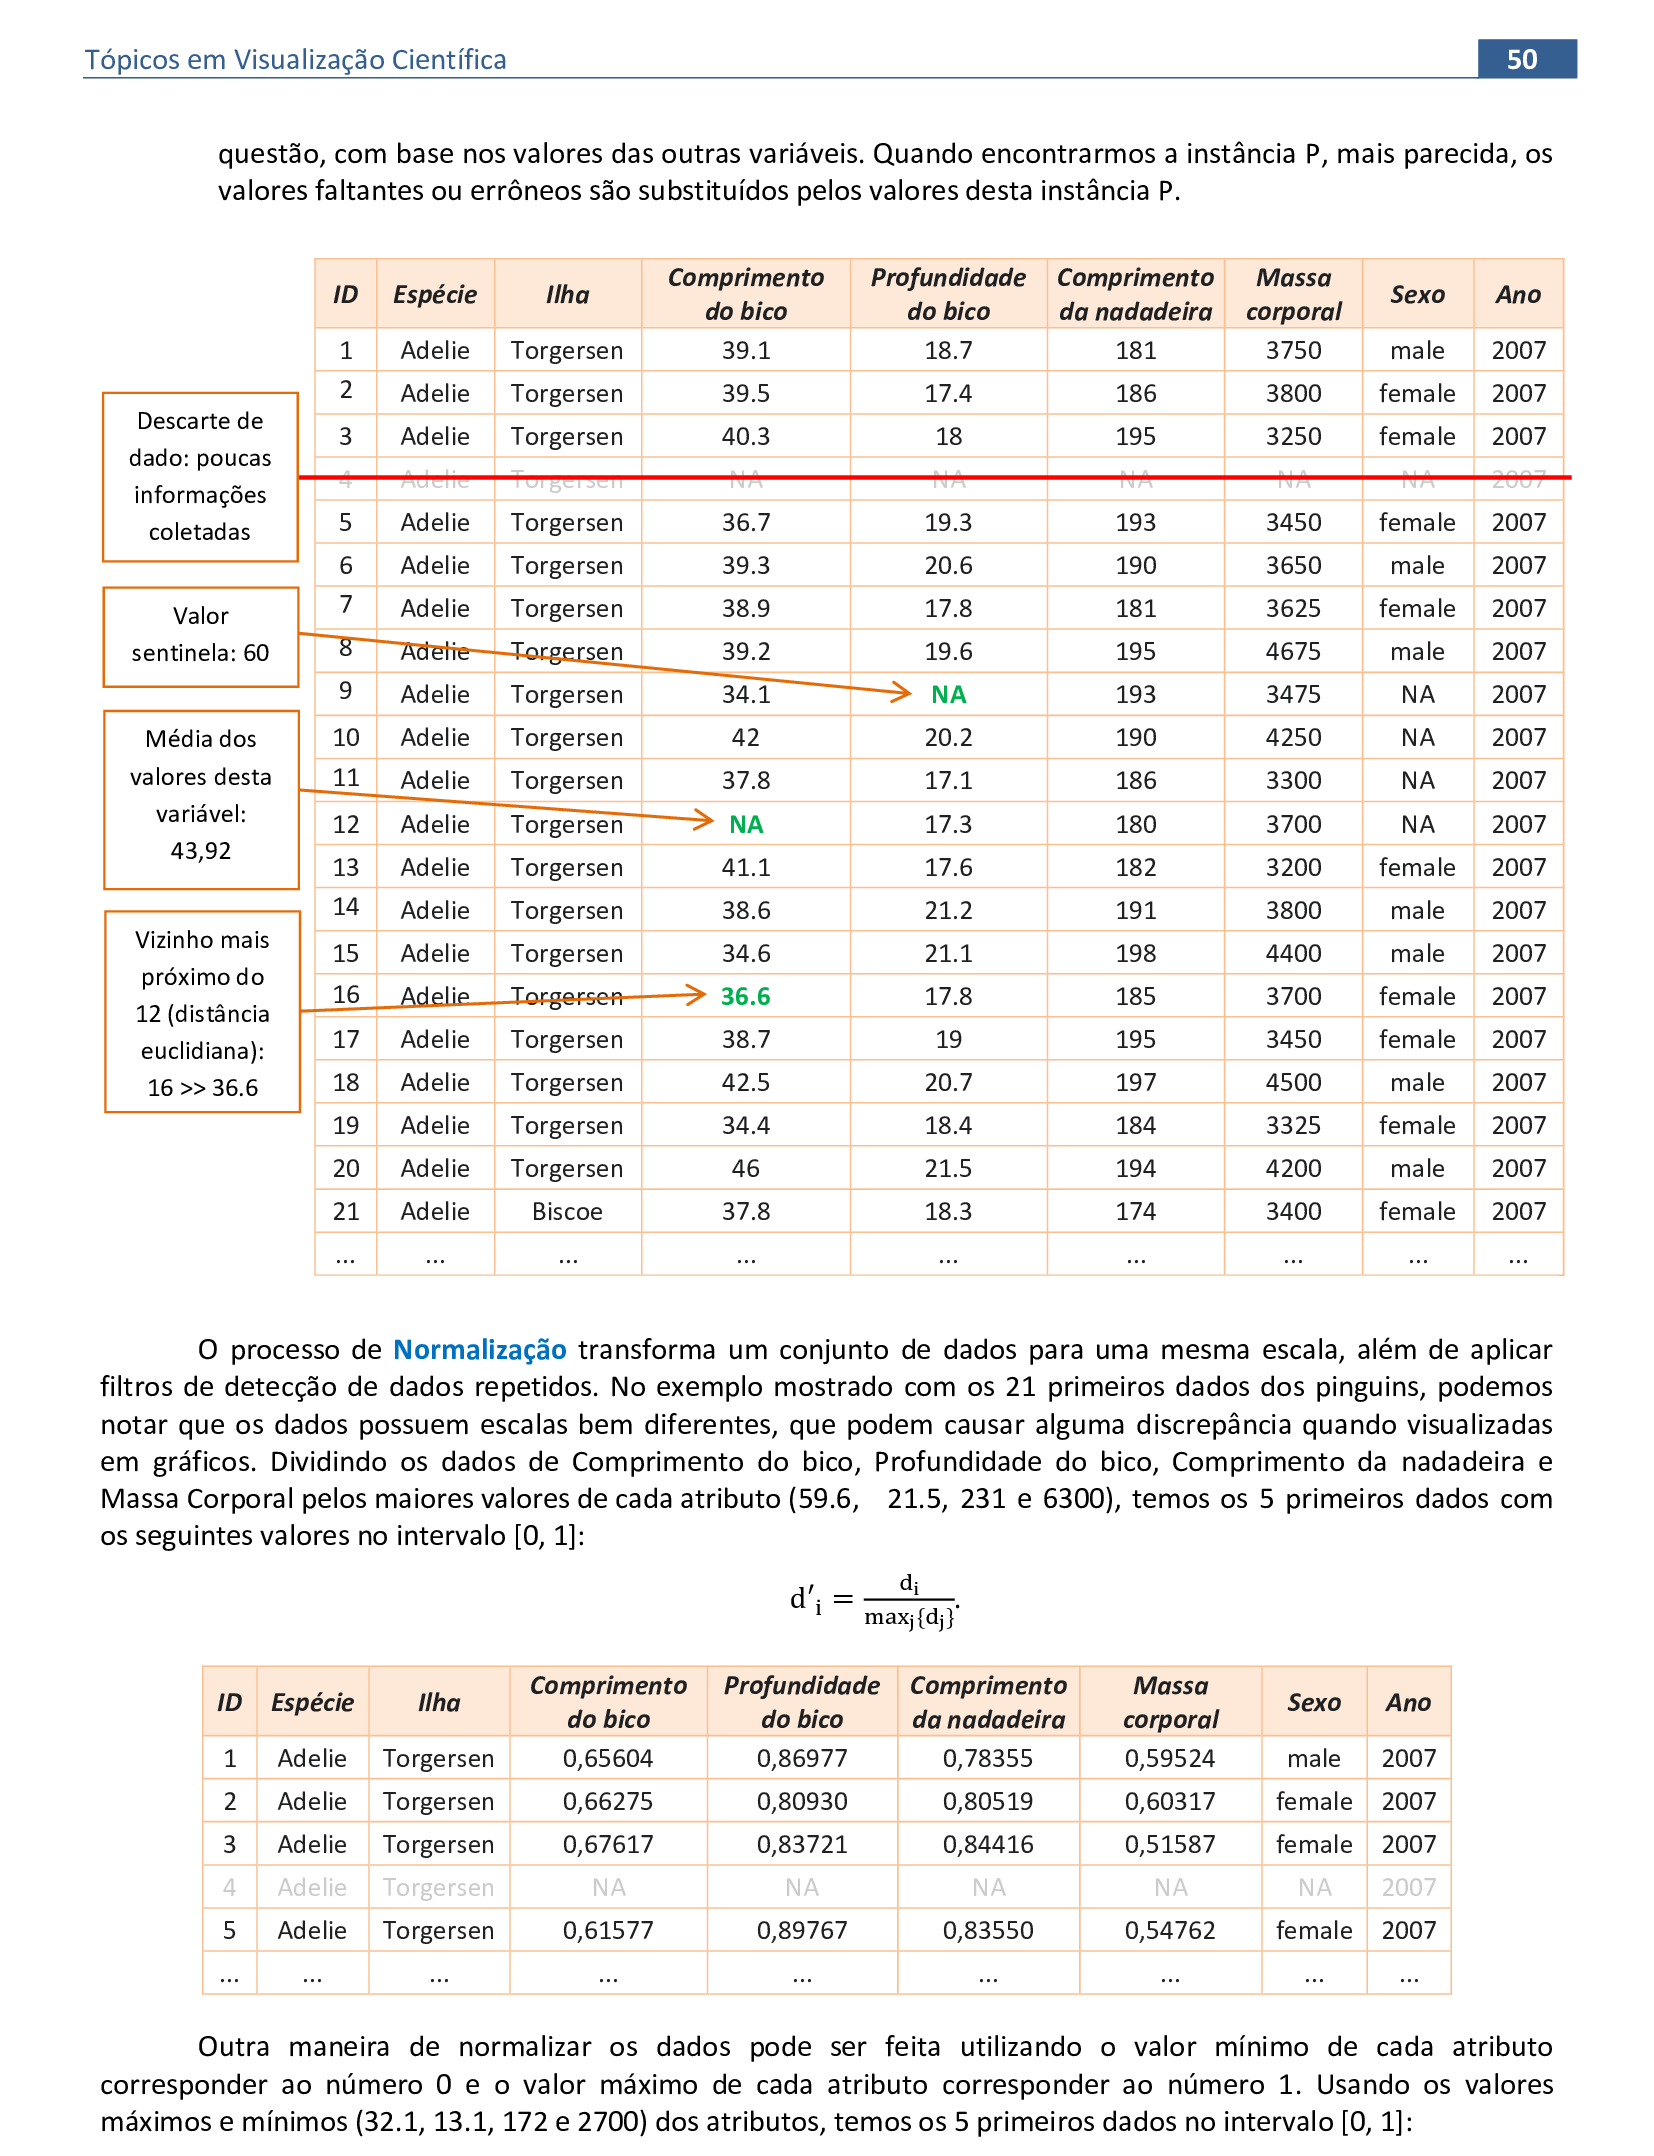 Tópicos em Visualização Científica 50
questão, com base nos valores das outras variáveis. Quando encontrarmos a instância P, mais parecida, os
valores faltantes ou errôneos são substituídos pelos valores desta instância P.
ID Espécie Ilha Comprimento do bico Profundidade do bico Comprimento da nadadeira Massa corporal Sexo Ano
1 Adelie Torgersen 39.1 18.7 181 3750 male 2007
2 Adelie Torgersen 39.5 17.4 186 3800 female 2007
3 Adelie Torgersen 40.3 18 195 3250 female 2007
4 Adelie Torgersen NA NA NA NA NA 2007
5 Adelie Torgersen 36.7 19.3 193 3450 female 2007
6 Adelie Torgersen 39.3 20.6 190 3650 male 2007
7 Adelie Torgersen 38.9 17.8 181 3625 female 2007
8 Adelie Torgersen 39.2 19.6 195 4675 male 2007
9 Adelie Torgersen 34.1 NA 193 3475 NA 2007
10 Adelie Torgersen 42 20.2 190 4250 NA 2007
11 Adelie Torgersen 37.8 17.1 186 3300 NA 2007
12 Adelie Torgersen NA 17.3 180 3700 NA 2007
13 Adelie Torgersen 41.1 17.6 182 3200 female 2007
14 Adelie Torgersen 38.6 21.2 191 3800 male 2007
15 Adelie Torgersen 34.6 21.1 198 4400 male 2007
16 Adelie Torgersen 36.6 17.8 185 3700 female 2007
17 Adelie Torgersen 38.7 19 195 3450 female 2007
18 Adelie Torgersen 42.5 20.7 197 4500 male 2007
19 Adelie Torgersen 34.4 18.4 184 3325 female 2007
20 Adelie Torgersen 46 21.5 194 4200 male 2007
21 Adelie Biscoe 37.8 18.3 174 3400 female 2007
... ... ... ... ... ... ... ... ...
Descarte de
dado: poucas
informações
coletadas
Valor
sentinela: 60
Média dos
valores desta
variável:
43,92
Vizinho mais
próximo do
12 (distância
euclidiana):
16 >> 36.6
O processo de Normalização transforma um conjunto de dados para uma mesma escala, além de aplicar
filtros de detecção de dados repetidos. No exemplo mostrado com os 21 primeiros dados dos pinguins, podemos
notar que os dados possuem escalas bem diferentes, que podem causar alguma discrepância quando visualizadas
em gráficos. Dividindo os dados de Comprimento do bico, Profundidade do bico, Comprimento da nadadeira e
Massa Corporal pelos maiores valores de cada atributo (59.6, 21.5, 231 e 6300), temos os 5 primeiros dados com
os seguintes valores no intervalo [0, 1]:
d′i = di / maxj{dj}.
ID Espécie Ilha Comprimento do bico Profundidade do bico Comprimento da nadadeira Massa corporal Sexo Ano
1 Adelie Torgersen 0,65604 0,86977 0,78355 0,59524 male 2007
2 Adelie Torgersen 0,66275 0,80930 0,80519 0,60317 female 2007
3 Adelie Torgersen 0,67617 0,83721 0,84416 0,51587 female 2007
4 Adelie Torgersen NA NA NA NA NA 2007
5 Adelie Torgersen 0,61577 0,89767 0,83550 0,54762 female 2007
... ... ... ... ... ... ... ... ...
Outra maneira de normalizar os dados pode ser feita utilizando o valor mínimo de cada atributo
corresponder ao número 0 e o valor máximo de cada atributo corresponder ao número 1. Usando os valores
máximos e mínimos (32.1, 13.1, 172 e 2700) dos atributos, temos os 5 primeiros dados no intervalo [0, 1]: